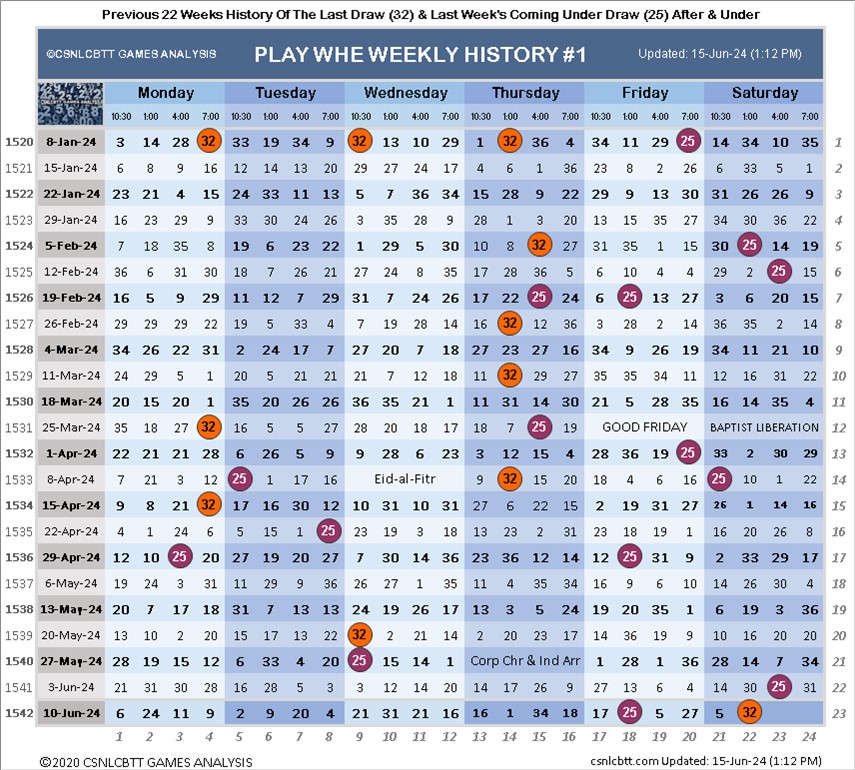 Previous 22 Weeks History Of The Last Draw (32) & Last Week's Coming Under Draw (25) After & Under
©CSNLCBTT GAMES ANALYSIS PLAY WHE WEEKLY HISTORY #1 Updated: 15-Jun-24 (1:12 PM)
Monday Tuesday Wednesday Thursday Friday Saturday
CSNLCBTT GAMES ANALYSIS 10:30 1:00 4:00 7:00 10:30 1:00 4:00 7:00 10:30 1:00 4:00 7:00 10:30 1:00 4:00 7:00 10:30 1:00 4:00 7:00 10:30 1:00 4:00 7:00
1520 8-Jan-24 3 14 28 32 33 19 34 9 32 13 10 29 1 32 36 4 34 11 29 25 14 34 10 35 1
1521 15-Jan-24 6 8 9 16 12 14 13 20 29 27 24 17 4 6 1 36 23 8 2 26 6 33 5 1 2
1522 22-Jan-24 23 21 4 15 24 33 11 13 5 7 36 34 15 28 9 22 29 9 13 30 31 26 26 9 3
1523 29-Jan-24 16 23 29 9 33 30 24 26 3 35 28 9 28 1 3 20 13 15 35 27 34 30 36 22 4
1524 5-Feb-24 7 18 35 8 19 6 23 22 1 29 5 30 10 8 32 27 31 35 1 15 30 25 14 19 5
1525 12-Feb-24 36 6 31 30 18 7 26 21 27 24 8 35 17 28 36 5 6 10 4 4 29 2 25 15 6
1526 19-Feb-24 16 5 9 29 11 12 7 29 31 7 24 26 17 22 25 24 6 25 13 27 3 6 20 15 7
1527 26-Feb-24 29 29 29 22 19 5 33 4 7 19 28 14 16 32 12 36 3 28 2 14 36 35 2 14 8
1528 4-Mar-24 34 26 22 31 2 24 17 7 27 20 7 18 27 23 27 16 34 9 26 19 34 11 21 10 9
1529 11-Mar-24 24 29 5 1 20 5 21 21 21 7 12 18 11 32 29 27 35 35 34 11 12 16 31 22 10
1530 18-Mar-24 20 15 20 1 35 20 26 26 36 35 21 1 11 31 14 30 21 5 28 35 16 14 35 4 11
1531 25-Mar-24 35 18 27 32 16 5 5 27 28 20 18 17 18 7 25 19 GOOD FRIDAY BAPTIST LIBERATION 12
1532 1-Apr-24 22 21 21 28 6 26 5 9 9 28 6 23 3 12 15 4 28 36 19 25 33 2 30 29 13
1533 8-Apr-24 7 21 3 12 25 1 17 16 Eid-al-Fitr 9 32 15 20 18 4 6 16 25 10 1 22 14
1534 15-Apr-24 9 8 21 32 17 16 30 12 10 31 10 31 27 6 22 15 2 19 31 27 26 1 14 16 15
1535 22-Apr-24 4 1 24 6 5 15 1 25 23 19 3 18 13 23 2 31 23 18 19 1 16 20 26 8 16
1536 29-Apr-24 12 10 25 20 27 19 20 27 7 30 14 36 23 36 12 14 12 25 31 9 2 33 29 17 17
1537 6-May-24 19 24 3 31 11 29 9 36 26 27 1 35 11 4 35 34 16 9 6 10 14 26 30 4 18
1538 13-May-24 20 7 17 18 31 7 13 13 24 19 26 17 13 3 5 24 19 20 35 1 6 19 3 36 19
1539 20-May-24 13 10 2 20 15 17 13 22 32 2 21 14 2 20 23 17 14 36 19 9 10 16 20 20 20
1540 27-May-24 28 19 15 12 6 33 4 20 25 15 14 1 Corp Chr & Ind Arr 1 28 1 36 28 14 7 34 21
1541 3-Jun-24 21 31 30 28 16 28 5 3 3 12 14 20 14 17 26 9 27 13 6 4 14 30 25 31 22
1542 10-Jun-24 6 24 11 9 2 9 20 4 21 31 21 16 16 1 34 18 17 25 5 27 5 32 23
1 2 3 4 5 6 7 8 9 10 11 12 13 14 15 16 17 18 19 20 21 22 23 24
©2020 CSNLCBTT GAMES ANALYSIS csnlcbtt.com Updated: 15-Jun-24 (1:12 PM)